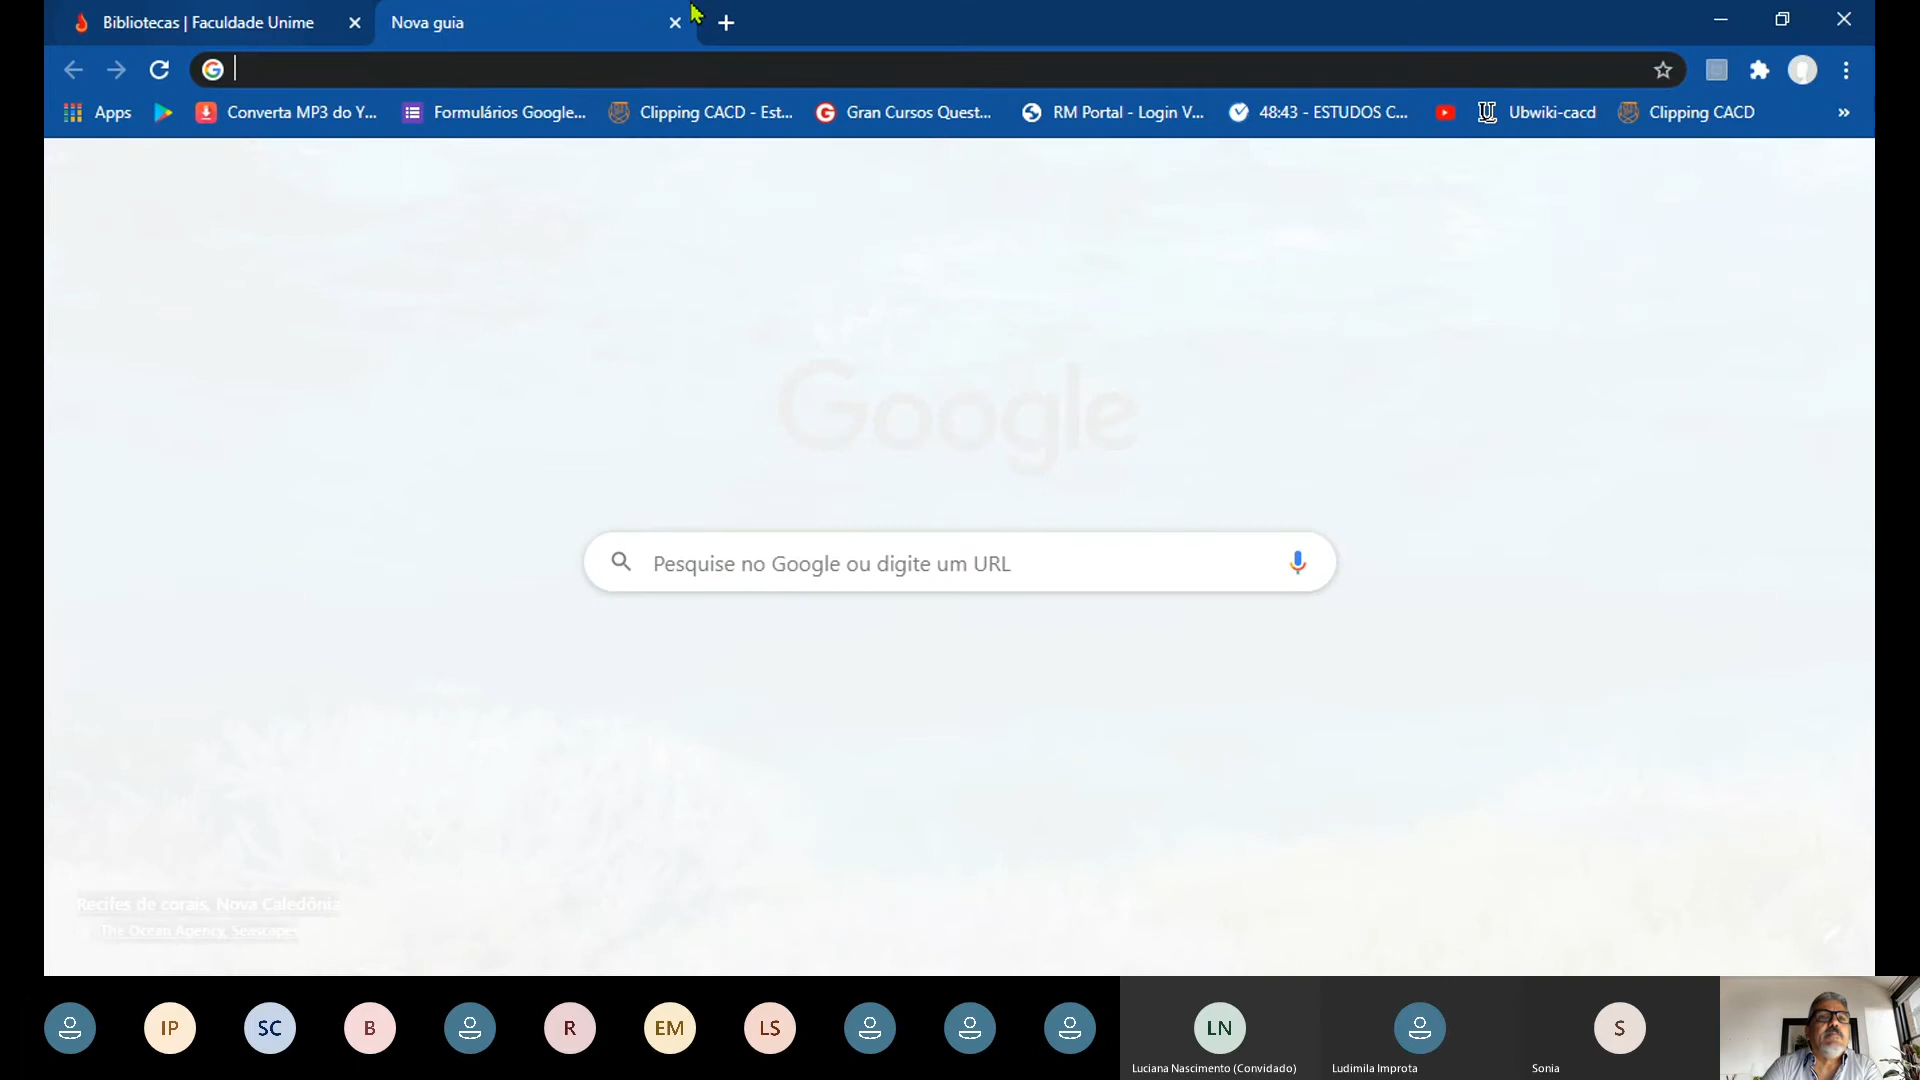 Bibliotecas | Faculdade Unime
Nova guia
Apps
Converta MP3 do Y...
Formulários Google...
Clipping CACD - Est...
Gran Cursos Quest...
RM Portal - Login V...
48:43 - ESTUDOS C...
Ubwiki-cacd
Clipping CACD
Google
Pesquise no Google ou digite um URL
Recifes de corais, Nova Caledônia
The Ocean Agency, Seascapes
IP
SC
B
R
EM
LS
LN
S
Luciana Nascimento (Convidado)
Ludimila Improta
Sonia